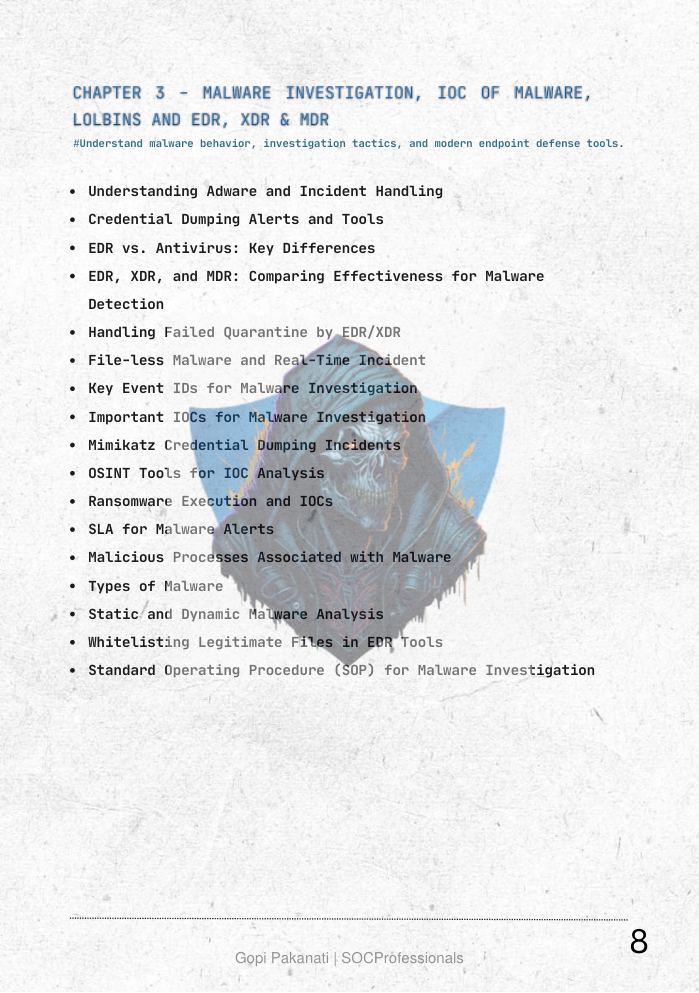 CHAPTER 3 - MALWARE INVESTIGATION, IOC OF MALWARE,
LOLBINS AND EDR, XDR & MDR
#Understand malware behavior, investigation tactics, and modern endpoint defense tools.
• Understanding Adware and Incident Handling
• Credential Dumping Alerts and Tools
• EDR vs. Antivirus: Key Differences
• EDR, XDR, and MDR: Comparing Effectiveness for Malware
Detection
• Handling Failed Quarantine by EDR/XDR
• File-less Malware and Real-Time Incident
• Key Event IDs for Malware Investigation
• Important IOCs for Malware Investigation
• Mimikatz Credential Dumping Incidents
• OSINT Tools for IOC Analysis
• Ransomware Execution and IOCs
• SLA for Malware Alerts
• Malicious Processes Associated with Malware
• Types of Malware
• Static and Dynamic Malware Analysis
• Whitelisting Legitimate Files in EDR Tools
• Standard Operating Procedure (SOP) for Malware Investigation
8
Gopi Pakanati | SOCProfessionals